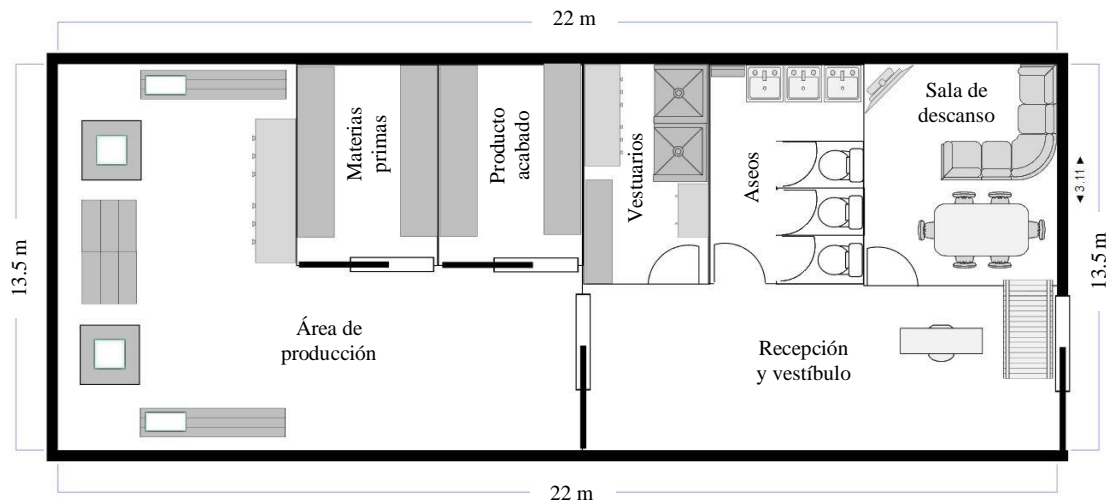 22 m
Sala de
descanso
Materias
primas
Producto
acabado
Vestuarios
Aseos
◄3.11►
13.5 m
13.5 m
Área de
producción
Recepción
y vestíbulo
22 m